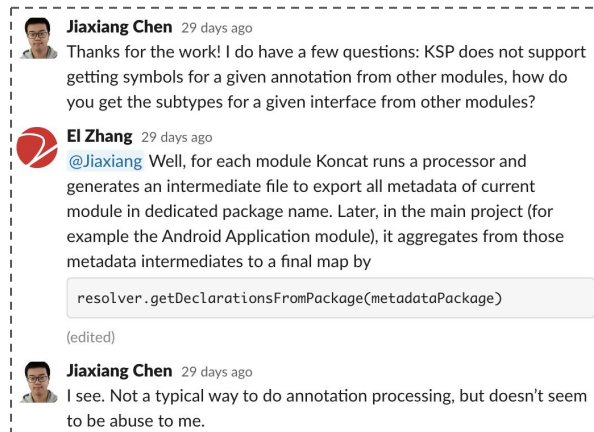 Jiaxiang Chen 29 days ago
Thanks for the work! I do have a few questions: KSP does not support
getting symbols for a given annotation from other modules, how do
you get the subtypes for a given interface from other modules?
El Zhang 29 days ago
@Jiaxiang Well, for each module Koncat runs a processor and
generates an intermediate file to export all metadata of current
module in dedicated package name. Later, in the main project (for
example the Android Application module), it aggregates from those
metadata intermediates to a final map by
resolver.getDeclarationsFromPackage(metadataPackage)
(edited)
Jiaxiang Chen 29 days ago
I see. Not a typical way to do annotation processing, but doesn't seem
to be abuse to me.